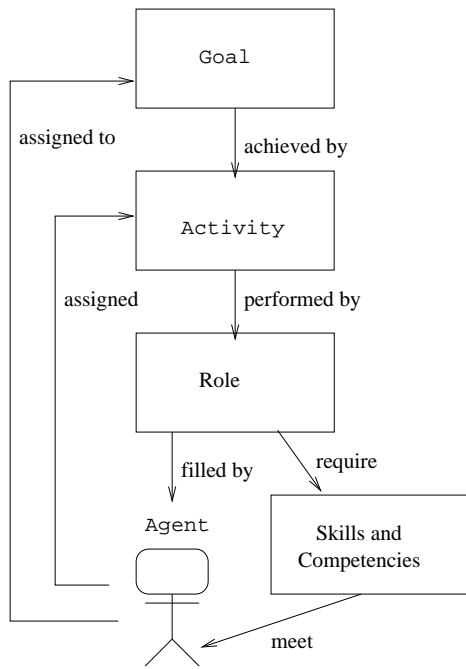 Goal
assigned to
achieved by
Activity
assigned
performed by
Role
filled by
require
Agent
Skills and
Competencies
meet